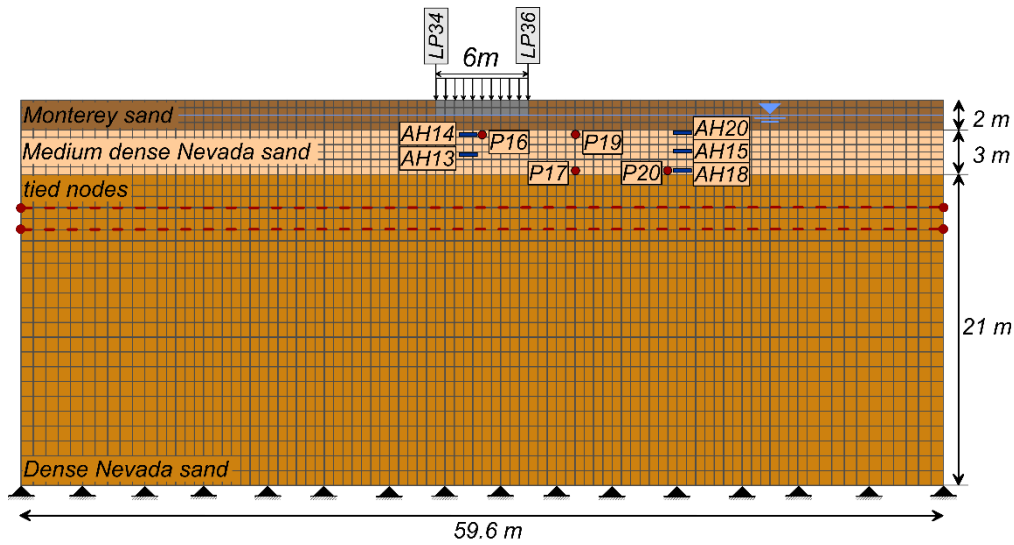 LP34
LP36
6m
Monterey sand
2 m
AH14
P16
P19
AH20
Medium dense Nevada sand
AH13
AH15
3 m
P17
P20
AH18
tied nodes
21 m
Dense Nevada sand
59.6 m